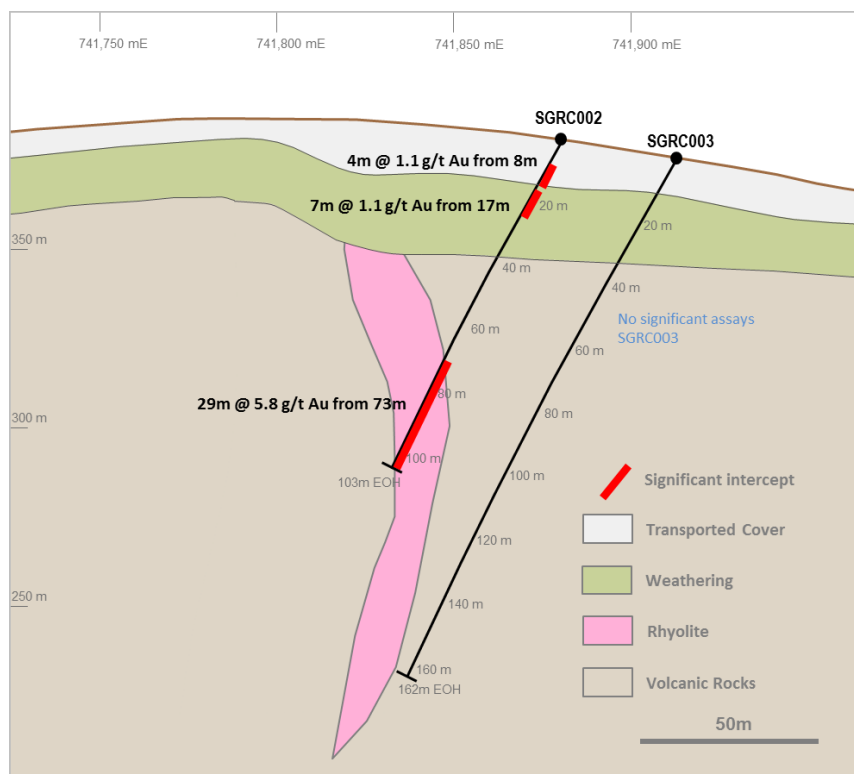 741,750 mE
741,800 mE
741,850 mE
741,900 mE
SGRC002
SGRC003
4m @ 1.1 g/t Au from 8m
7m @ 1.1 g/t Au from 17m
20 m
20 m
350 m
40 m
40 m
No significant assays
SGRC003
60 m
60 m
80 m
29m @ 5.8 g/t Au from 73m
80 m
300 m
100 m
103m EOH
100 m
Significant intercept
Transported Cover
120 m
Weathering
250 m
140 m
Rhyolite
160 m
162m EOH
Volcanic Rocks
50m